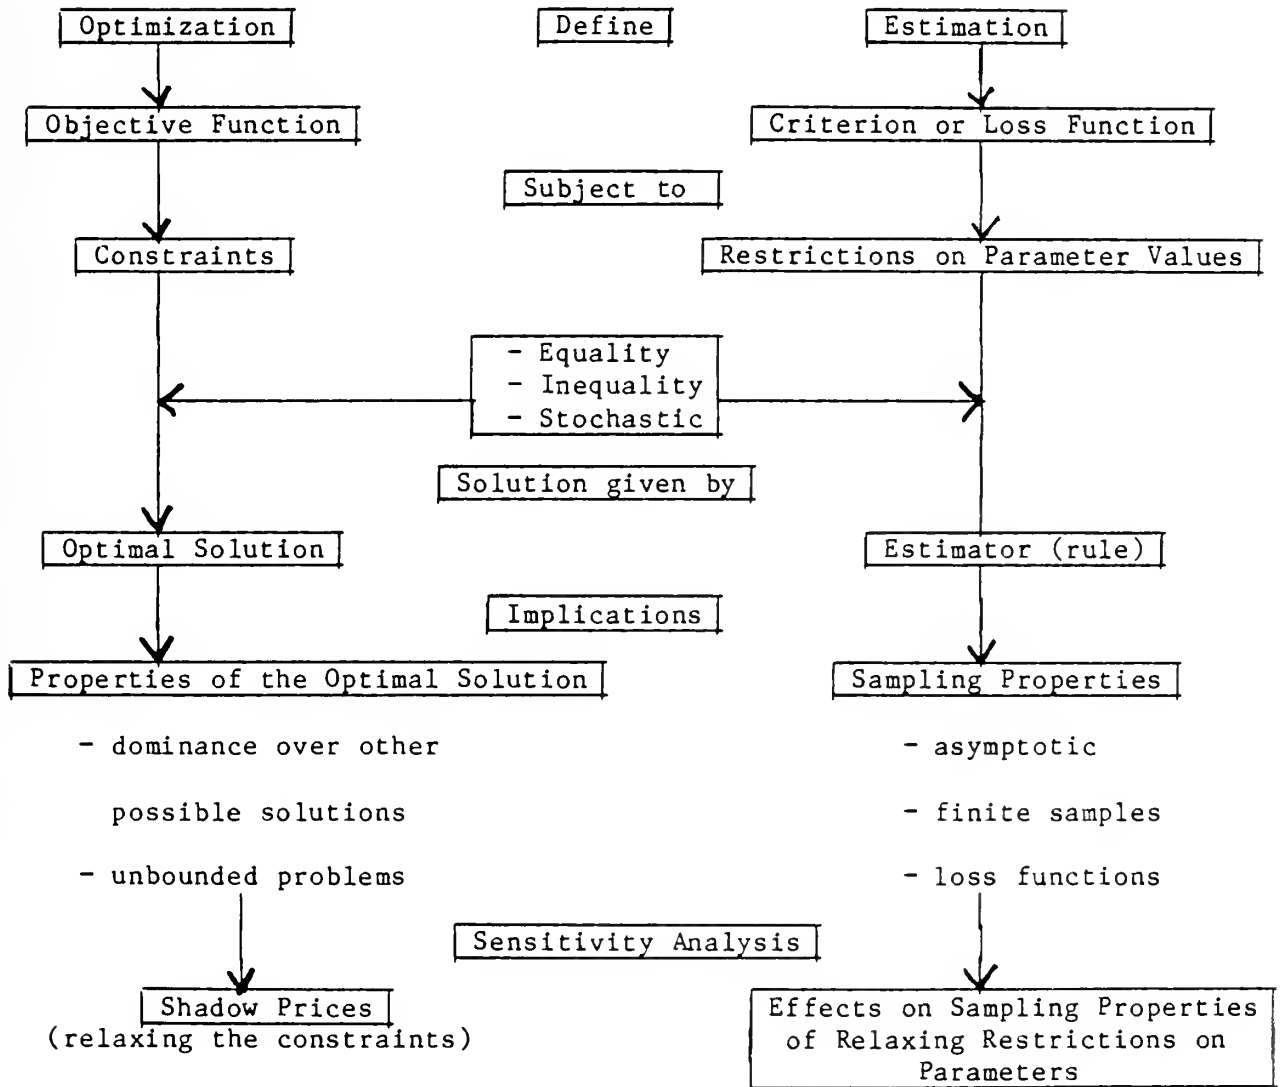 Optimization
Define
Estimation
Objective Function
Criterion or Loss Function
Subject to
Constraints
Restrictions on Parameter Values
- Equality
- Inequality
- Stochastic
Solution given by
Optimal Solution
Estimator (rule)
Implications
Properties of the Optimal Solution
Sampling Properties
- dominance over other
possible solutions
- unbounded problems
- asymptotic
- finite samples
- loss functions
Sensitivity Analysis
Shadow Prices
(relaxing the constraints)
Effects on Sampling Properties
of Relaxing Restrictions on
Parameters